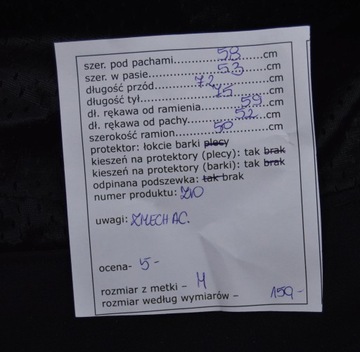 szer. pod pachami..............58......cm
szer. w pasie......................53......cm
długość przód.............72.............cm
długość tył..................75............cm
dł. rękawa od ramienia........59......cm
dł. rękawa od pachy..........52........cm
szerokość ramion...........50..........cm
protektor: łokcie barki plecy
kieszeń na protektory (plecy): tak brak
kieszeń na protektory (barki): tak brak
odpinana podszewka: tak brak
numer produktu:
uwagi: ZMECHAC.
ocena- 5-
rozmiar z metki - M
rozmiar według wymiarów - 159-